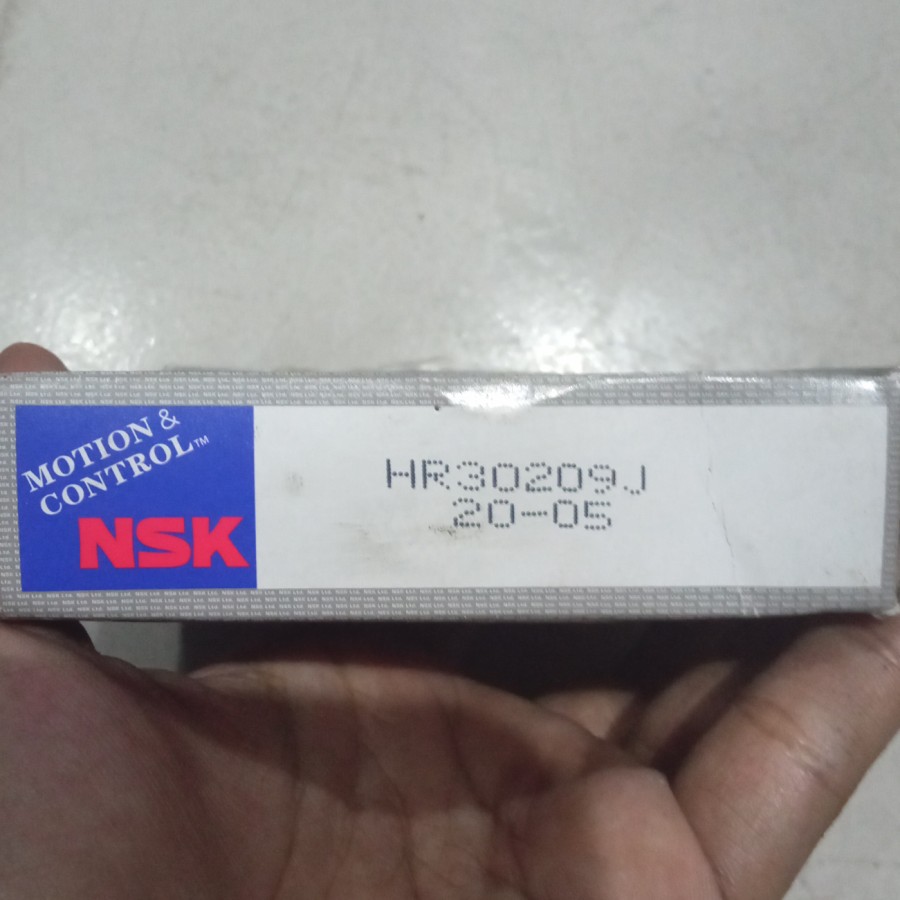 MOTION &
CONTROL™
NSK
HR30209J
20-05